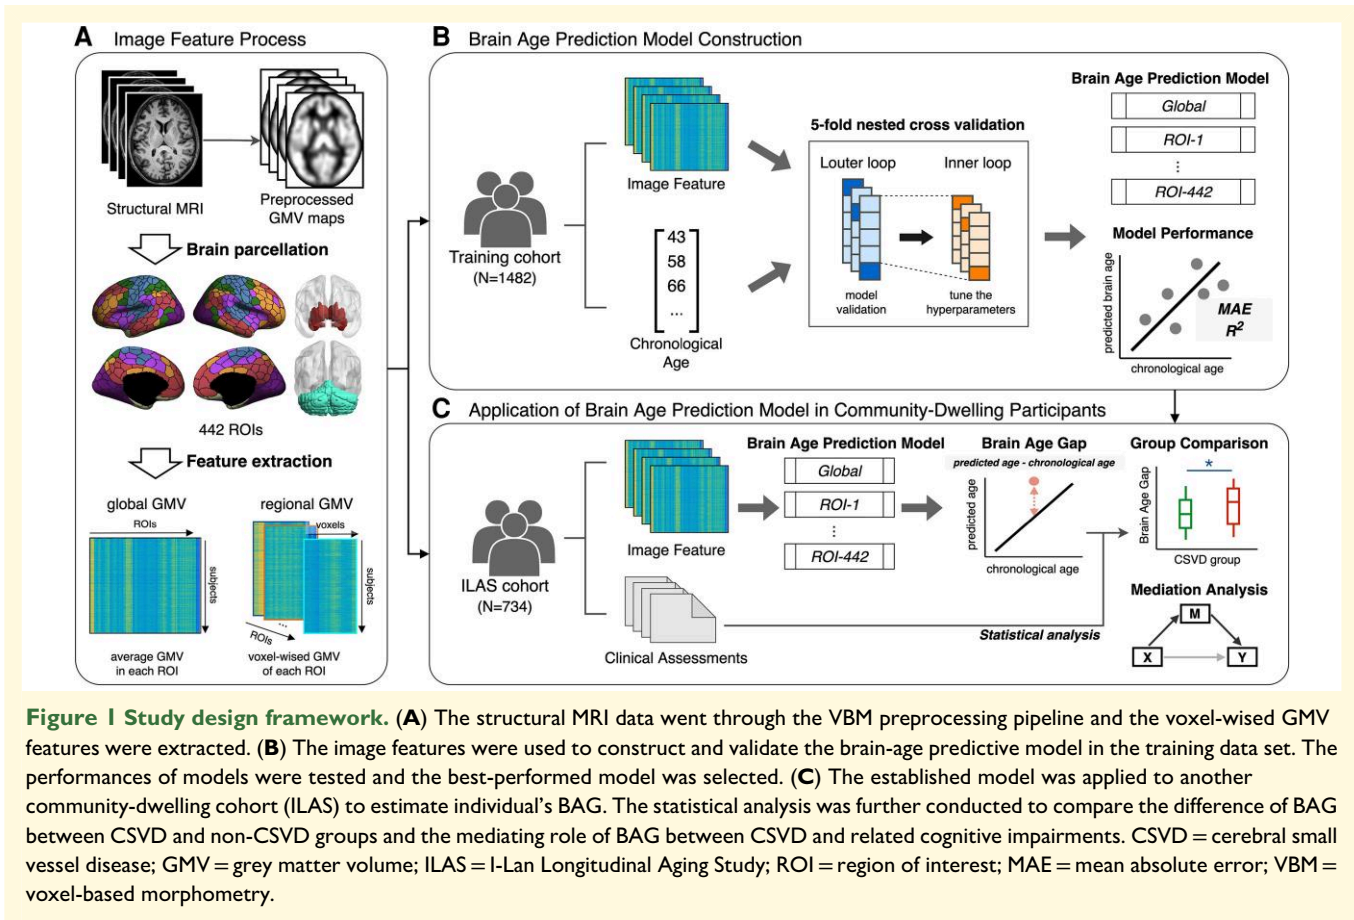 A Image Feature Process
Structural MRI
Preprocessed
GMV maps
Brain parcellation
442 ROIs
Feature extraction
global GMV
ROIs
subjects
average GMV
in each ROI
regional GMV
voxels
subjects
...
ROIs
voxel-wised GMV
of each ROI
B Brain Age Prediction Model Construction
Training cohort
(N=1482)
Image Feature
43
58
66
...
Chronological
Age
5-fold nested cross validation
Louter loop
Inner loop
model
validation
tune the
hyperparameters
Brain Age Prediction Model
Global
ROI-1
⋮
ROI-442
Model Performance
predicted brain age
MAE
R²
chronological age
C Application of Brain Age Prediction Model in Community-Dwelling Participants
ILAS cohort
(N=734)
Image Feature
Clinical Assessments
Brain Age Prediction Model
Global
ROI-1
⋮
ROI-442
Brain Age Gap
predicted age - chronological age
predicted age
chronological age
Statistical analysis
Group Comparison
*
Brain Age Gap
CSVD group
Mediation Analysis
M
X
Y
Figure 1 Study design framework. (A) The structural MRI data went through the VBM preprocessing pipeline and the voxel-wised GMV
features were extracted. (B) The image features were used to construct and validate the brain-age predictive model in the training data set. The
performances of models were tested and the best-performed model was selected. (C) The established model was applied to another
community-dwelling cohort (ILAS) to estimate individual's BAG. The statistical analysis was further conducted to compare the difference of BAG
between CSVD and non-CSVD groups and the mediating role of BAG between CSVD and related cognitive impairments. CSVD = cerebral small
vessel disease; GMV = grey matter volume; ILAS = I-Lan Longitudinal Aging Study; ROI = region of interest; MAE = mean absolute error; VBM =
voxel-based morphometry.